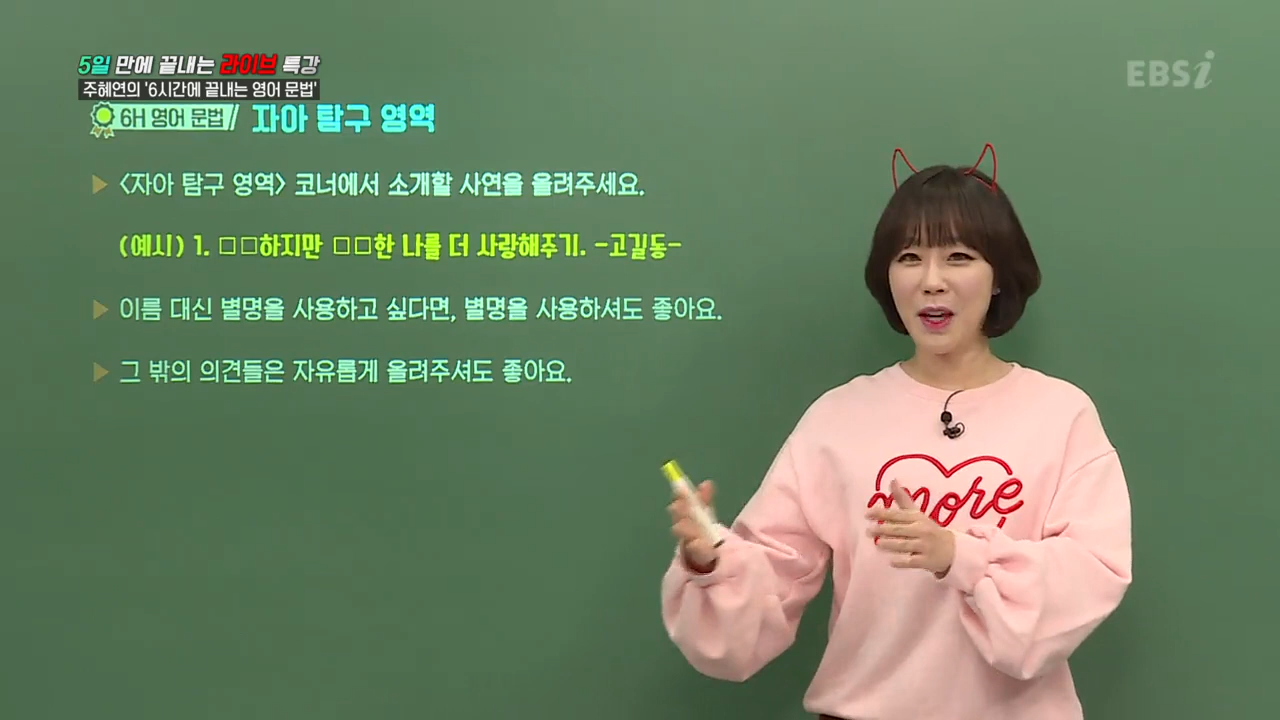 5일 만에 끝내는 라이브 특강
주혜연의 '6시간에 끝내는 영어 문법'
EBSi
6H 영어 문법 자아 탐구 영역
<자아 탐구 영역> 코너에서 소개할 사연을 올려주세요.
(예시) 1. □□하지만 □□한 나를 더 사랑해주기. -고길동-
이름 대신 별명을 사용하고 싶다면, 별명을 사용하셔도 좋아요.
그 밖의 의견들은 자유롭게 올려주셔도 좋아요.
more